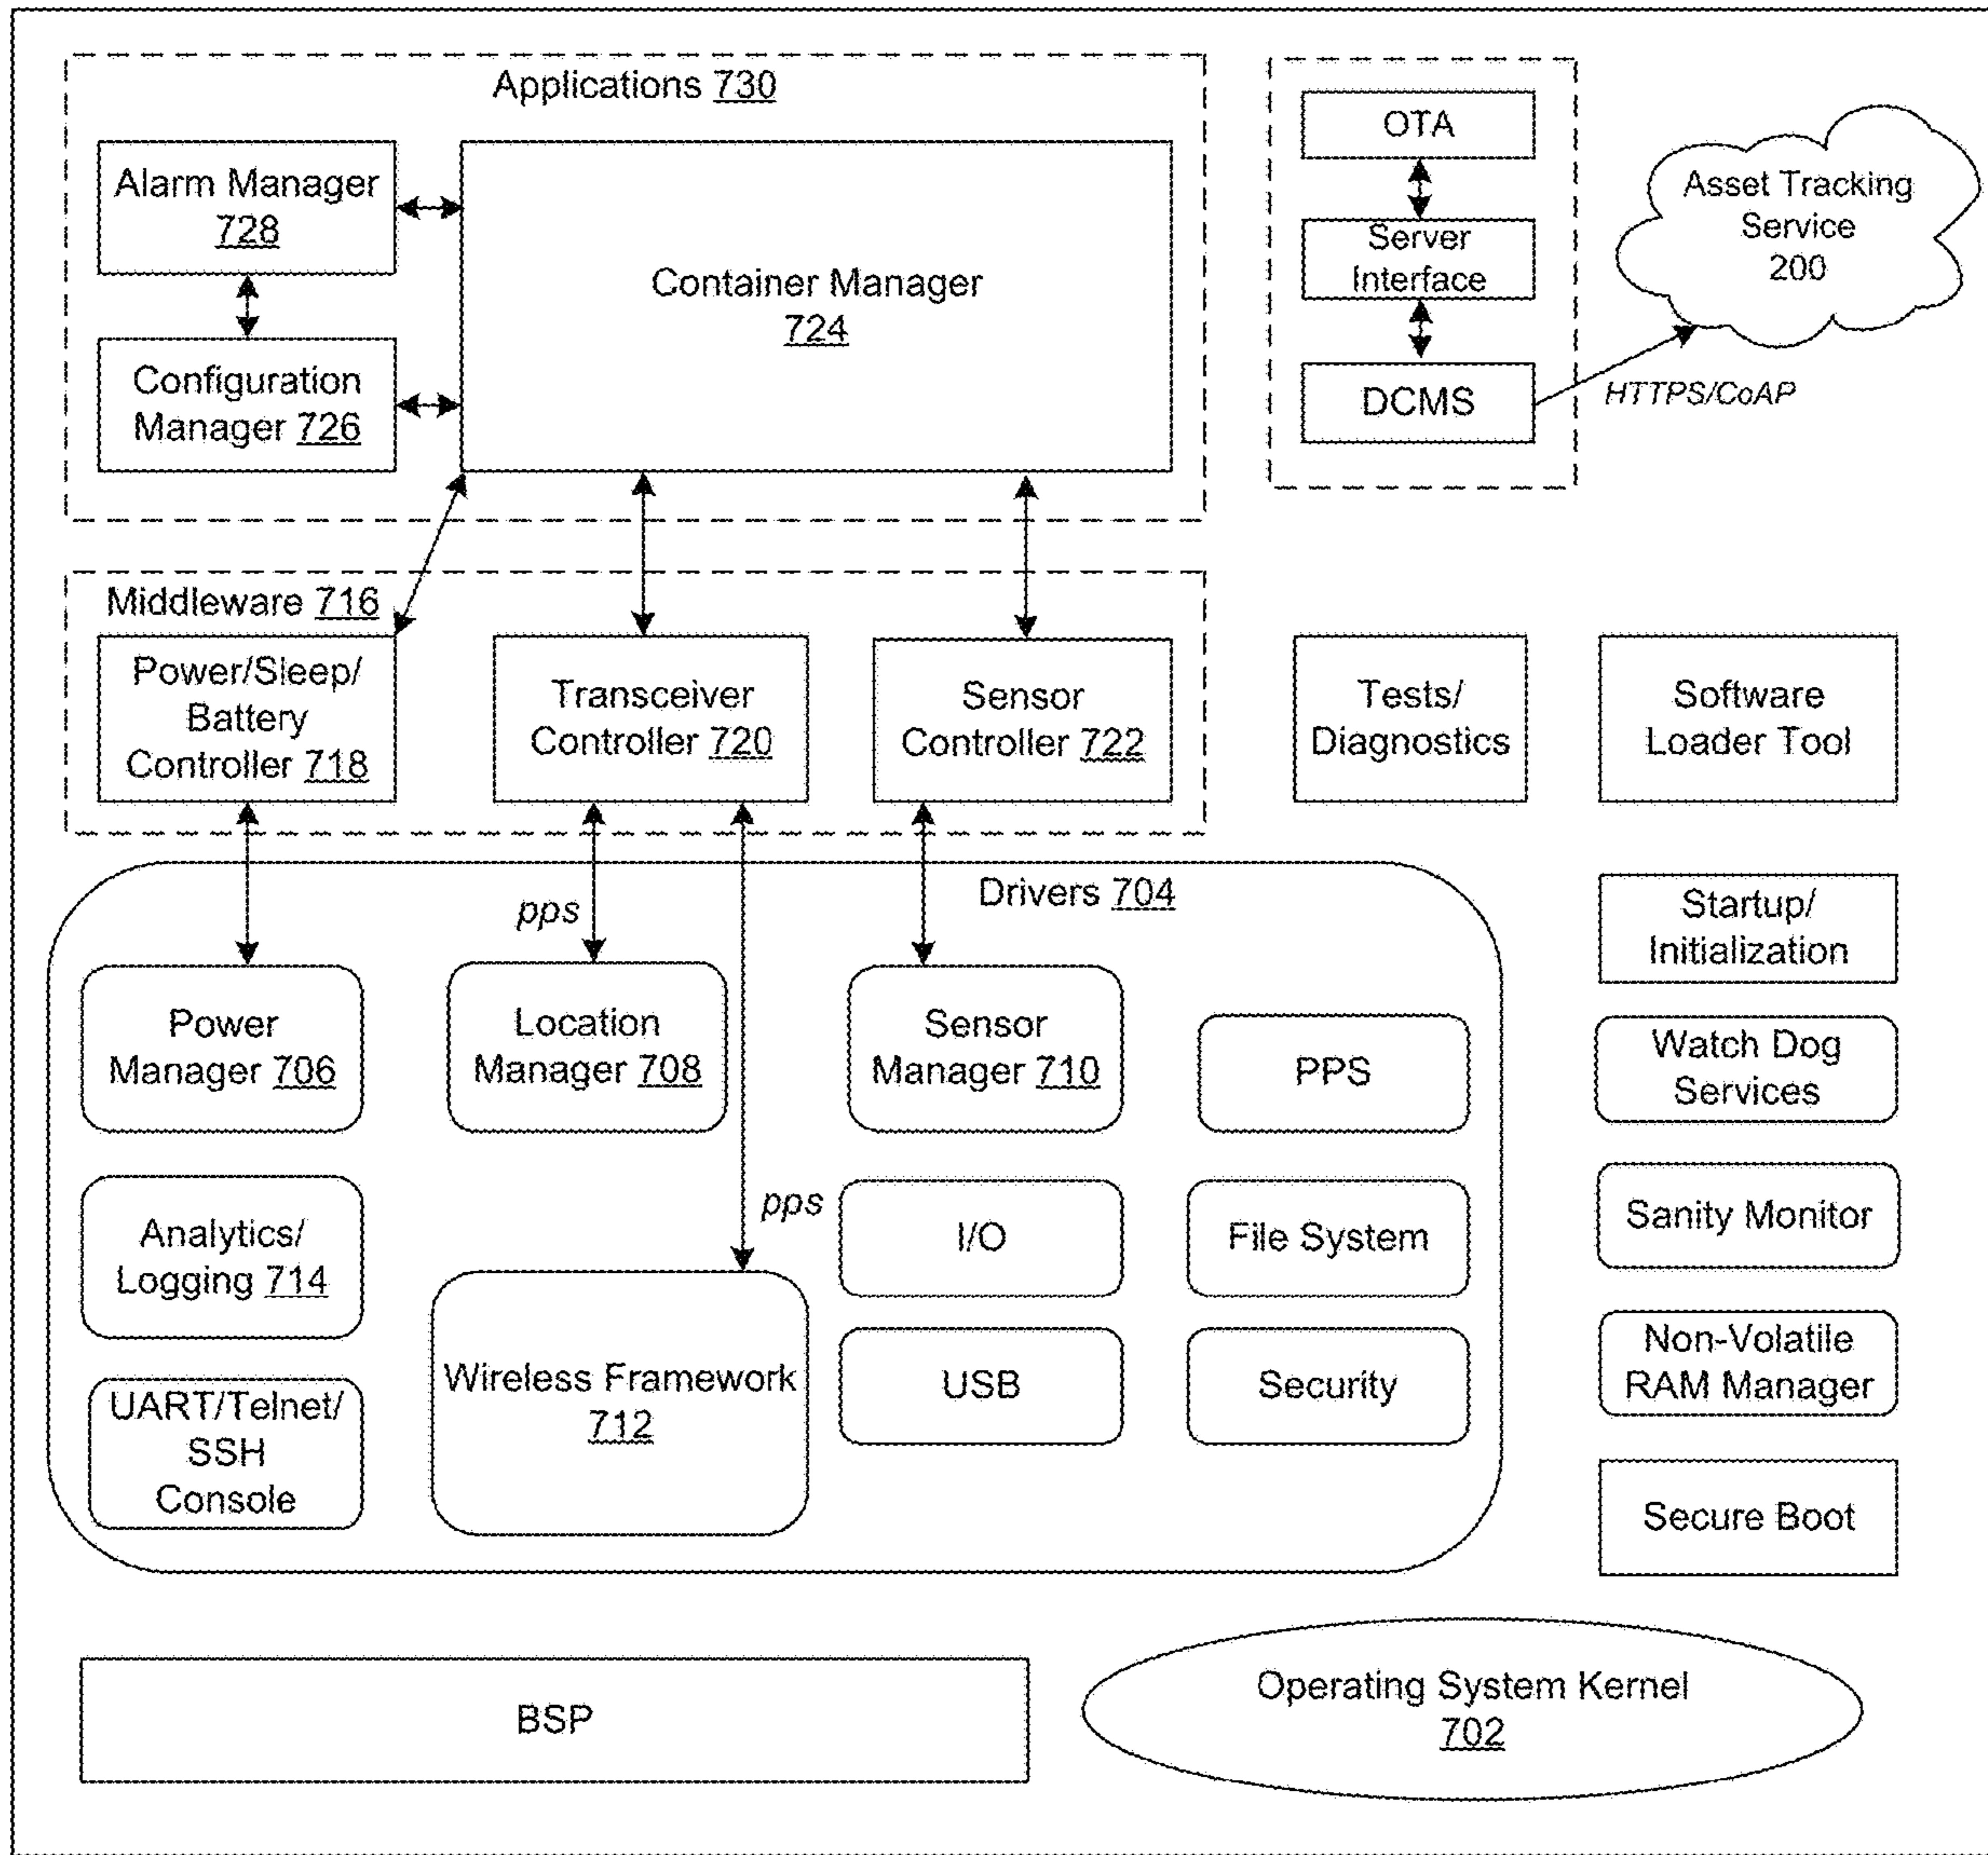 Applications 730
Alarm Manager
728
Container Manager
724
Configuration
Manager 726
OTA
Server
Interface
DCMS
Asset Tracking
Service
200
HTTPS/CoAP
Middleware 716
Power/Sleep/
Battery
Controller 718
Transceiver
Controller 720
Sensor
Controller 722
Tests/
Diagnostics
Software
Loader Tool
Drivers 704
pps
Power
Manager 706
Location
Manager 708
Sensor
Manager 710
PPS
Analytics/
Logging 714
pps
I/O
File System
Wireless Framework
712
USB
Security
UART/Telnet/
SSH
Console
Startup/
Initialization
Watch Dog
Services
Sanity Monitor
Non-Volatile
RAM Manager
Secure Boot
BSP
Operating System Kernel
702